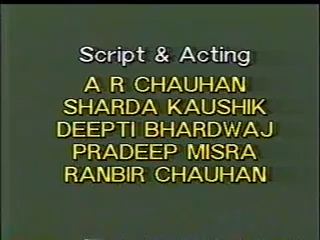 Script & Acting
A R CHAUHAN
SHARDA KAUSHIK
DEEPTI BHARDWAJ
PRADEEP MISRA
RANBIR CHAUHAN